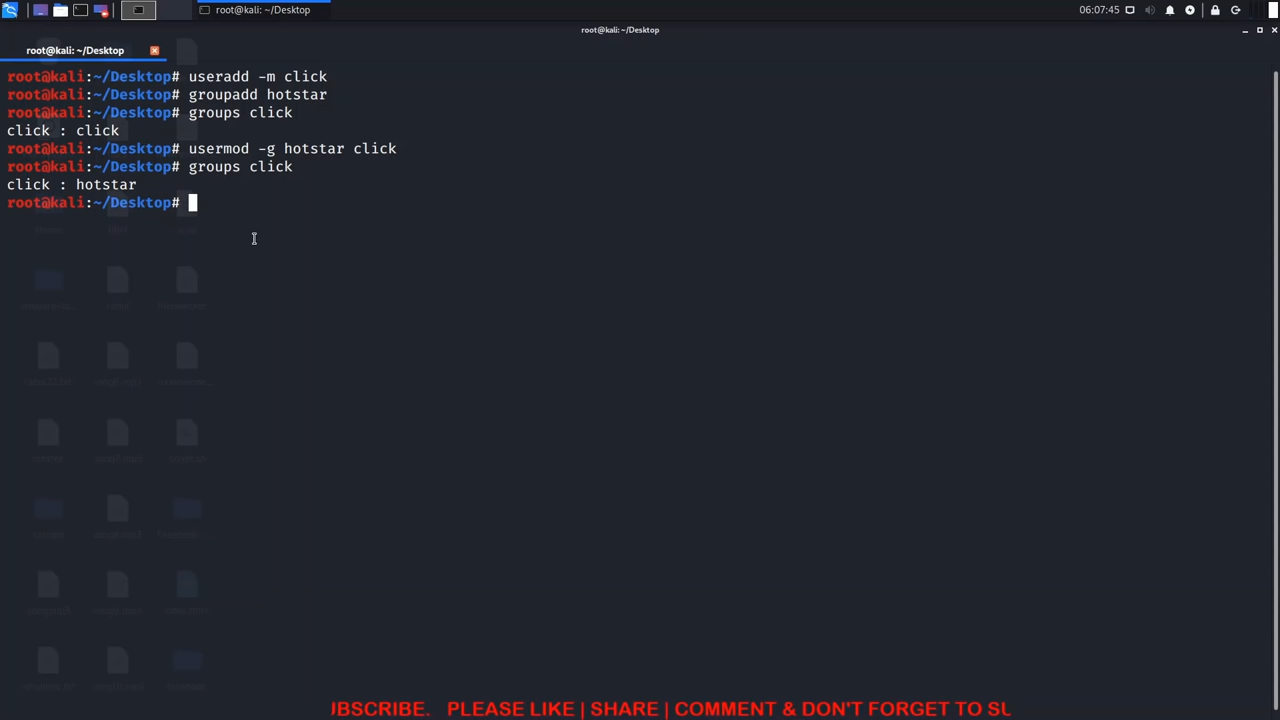 root@kali: ~/Desktop
06:07:45
root@kali: ~/Desktop
root@kali: ~/Desktop
root@kali:~/Desktop# useradd -m click
root@kali:~/Desktop# groupadd hotstar
root@kali:~/Desktop# groups click
click : click
root@kali:~/Desktop# usermod -g hotstar click
root@kali:~/Desktop# groups click
click : hotstar
root@kali:~/Desktop#
UBSCRIBE. PLEASE LIKE | SHARE | COMMENT & DON'T FORGET TO SU